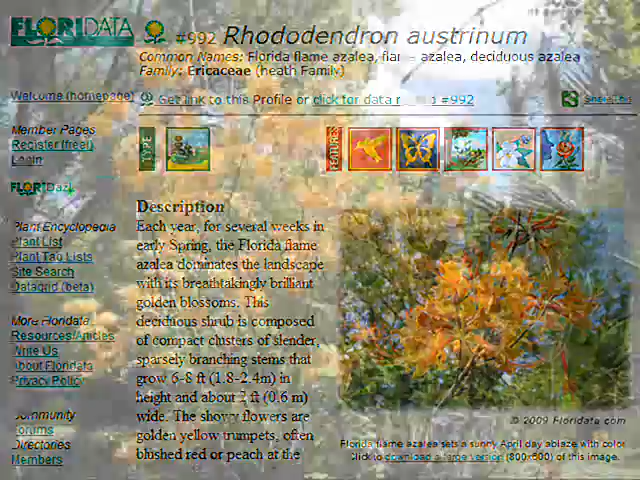 FLORIDATA
#992 Rhododendron austrinum
Common Names: Florida flame azalea, azalea, deciduous azalea
Family: Ericaceae (heath Family)
Welcome (homepage)
Get link to this Profile or click for data #992
Member Pages
Register (free!)
Login
TYPE
FEATURES
Plant Encyclopedia
Plant List
Plant Tag Lists
Site Search
Datagrid (beta)
More Floridata
Resources/Articles
Write Us
About Floridata
Privacy Policy
Community
Forums
Directories
Members
Description
Each year, for several weeks in
early Spring, the Florida flame
azalea dominates the landscape
with its breathtakingly brilliant
golden blossoms. This
deciduous shrub is composed
of compact clusters of slender,
sparsely branching stems that
grow 6-8 ft (1.8-2.4m) in
height and about 2 ft (0.6 m)
wide. The showy flowers are
golden yellow trumpets, often
blushed red or peach at the
© 2009 Floridata.com
Florida flame azalea sets a sunny April day ablaze with color.
Click to download a large version (800x600) of this image.